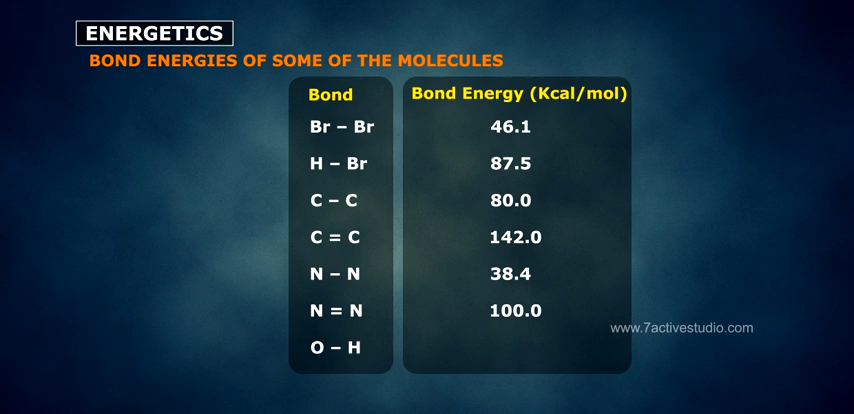 ENERGETICS
BOND ENERGIES OF SOME OF THE MOLECULES
Bond Bond Energy (Kcal/mol)
Br – Br 46.1
H – Br 87.5
C – C 80.0
C = C 142.0
N – N 38.4
N = N 100.0
www.7activestudio.com
O – H